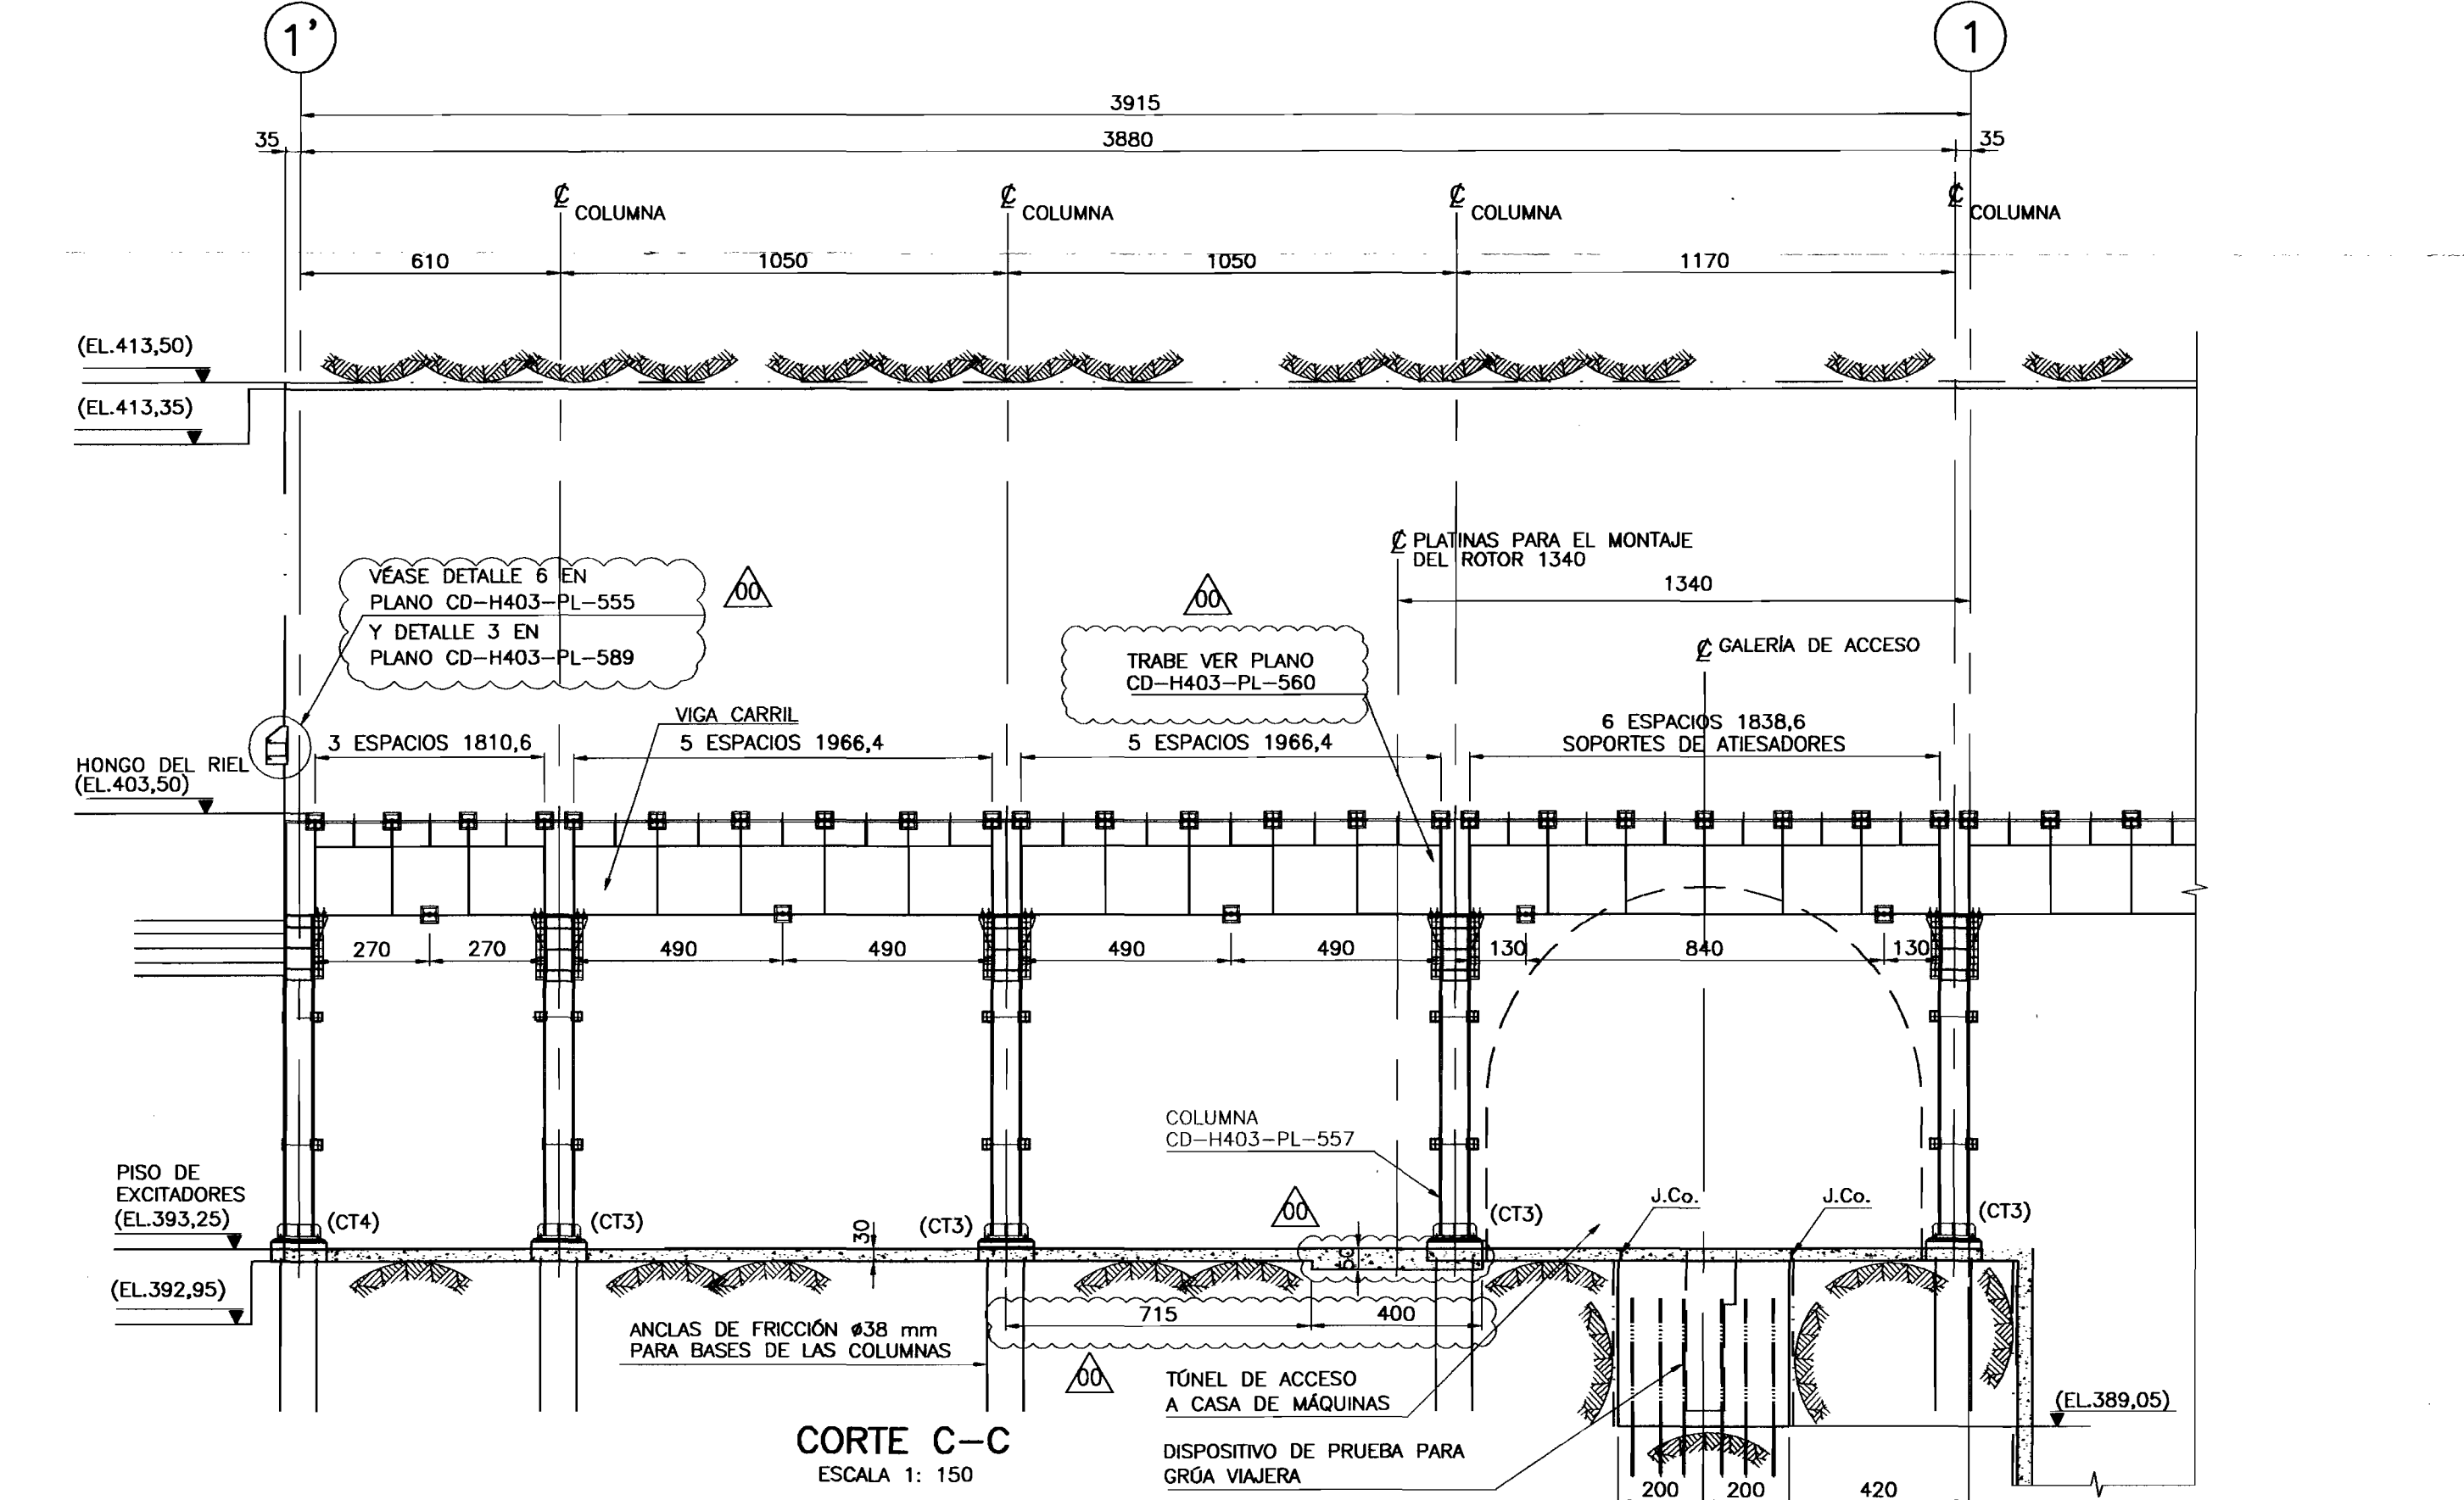 1'
1
3915
35
3880
35
℄ COLUMNA
℄ COLUMNA
℄ COLUMNA
℄ COLUMNA
610
1050
1050
1170
(EL.413,50)
(EL.413,35)
℄ PLATINAS PARA EL MONTAJE
DEL ROTOR 1340
1340
VÉASE DETALLE 6 EN
PLANO CD-H403-PL-555
Y DETALLE 3 EN
PLANO CD-H403-PL-589
00
00
TRABE VER PLANO
CD-H403-PL-560
℄ GALERÍA DE ACCESO
VIGA CARRIL
3 ESPACIOS 1810,6
5 ESPACIOS 1966,4
5 ESPACIOS 1966,4
6 ESPACIOS 1838,6
SOPORTES DE ATIESADORES
HONGO DEL RIEL
(EL.403,50)
270
270
490
490
490
490
130
840
130
COLUMNA
CD-H403-PL-557
PISO DE
EXCITADORES
(EL.393,25)
(CT4)
(CT3)
30
(CT3)
00
(CT3)
J.Co.
J.Co.
(CT3)
(EL.392,95)
715
400
ANCLAS DE FRICCIÓN ø38 mm
PARA BASES DE LAS COLUMNAS
00
TÚNEL DE ACCESO
A CASA DE MÁQUINAS
(EL.389,05)
CORTE C-C
ESCALA 1: 150
DISPOSITIVO DE PRUEBA PARA
GRÚA VIAJERA
200
200
420